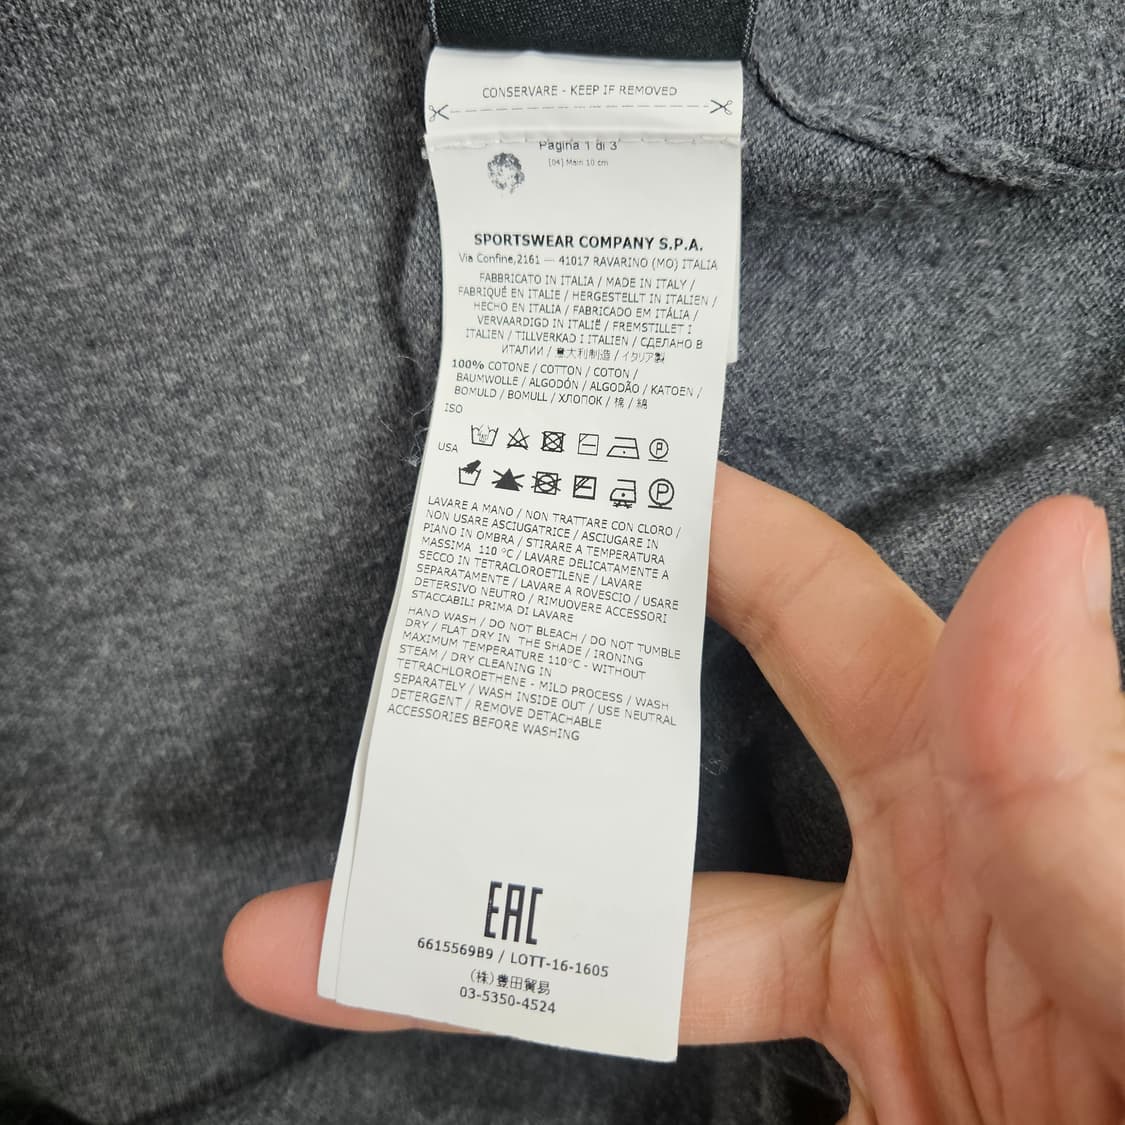 CONSERVARE - KEEP IF REMOVED
Pagina 1 di 3
[04] Main 10 cm
SPORTSWEAR COMPANY S.P.A.
Via Confine,2161 — 41017 RAVARINO (MO) ITALIA
FABBRICATO IN ITALIA / MADE IN ITALY /
FABRIQUÉ EN ITALIE / HERGESTELLT IN ITALIEN /
HECHO EN ITALIA / FABRICADO EM ITÁLIA /
VERVAARDIGD IN ITALIË / FREMSTILLET I
ITALIEN / TILLVERKAD I ITALIEN / СДЕЛАНО В
ИТАЛИИ / 意大利制造 / イタリア製
100% COTONE / COTTON / COTON /
BAUMWOLLE / ALGODÓN / ALGODÃO / KATOEN /
BOMULD / BOMULL / ХЛОПОК / 棉 / 綿
ISO
USA
LAVARE A MANO / NON TRATTARE CON CLORO /
NON USARE ASCIUGATRICE / ASCIUGARE IN
PIANO IN OMBRA / STIRARE A TEMPERATURA
MASSIMA 110 °C / LAVARE DELICATAMENTE A
SECCO IN TETRACLOROETILENE / LAVARE
SEPARATAMENTE / LAVARE A ROVESCIO / USARE
DETERSIVO NEUTRO / RIMUOVERE ACCESSORI
STACCABILI PRIMA DI LAVARE
HAND WASH / DO NOT BLEACH / DO NOT TUMBLE
DRY / FLAT DRY IN THE SHADE / IRONING
MAXIMUM TEMPERATURE 110°C - WITHOUT
STEAM / DRY CLEANING IN
TETRACHLOROETHENE - MILD PROCESS / WASH
SEPARATELY / WASH INSIDE OUT / USE NEUTRAL
DETERGENT / REMOVE DETACHABLE
ACCESSORIES BEFORE WASHING
EAC
6615569B9 / LOTT-16-1605
(株)豊田貿易
03-5350-4524